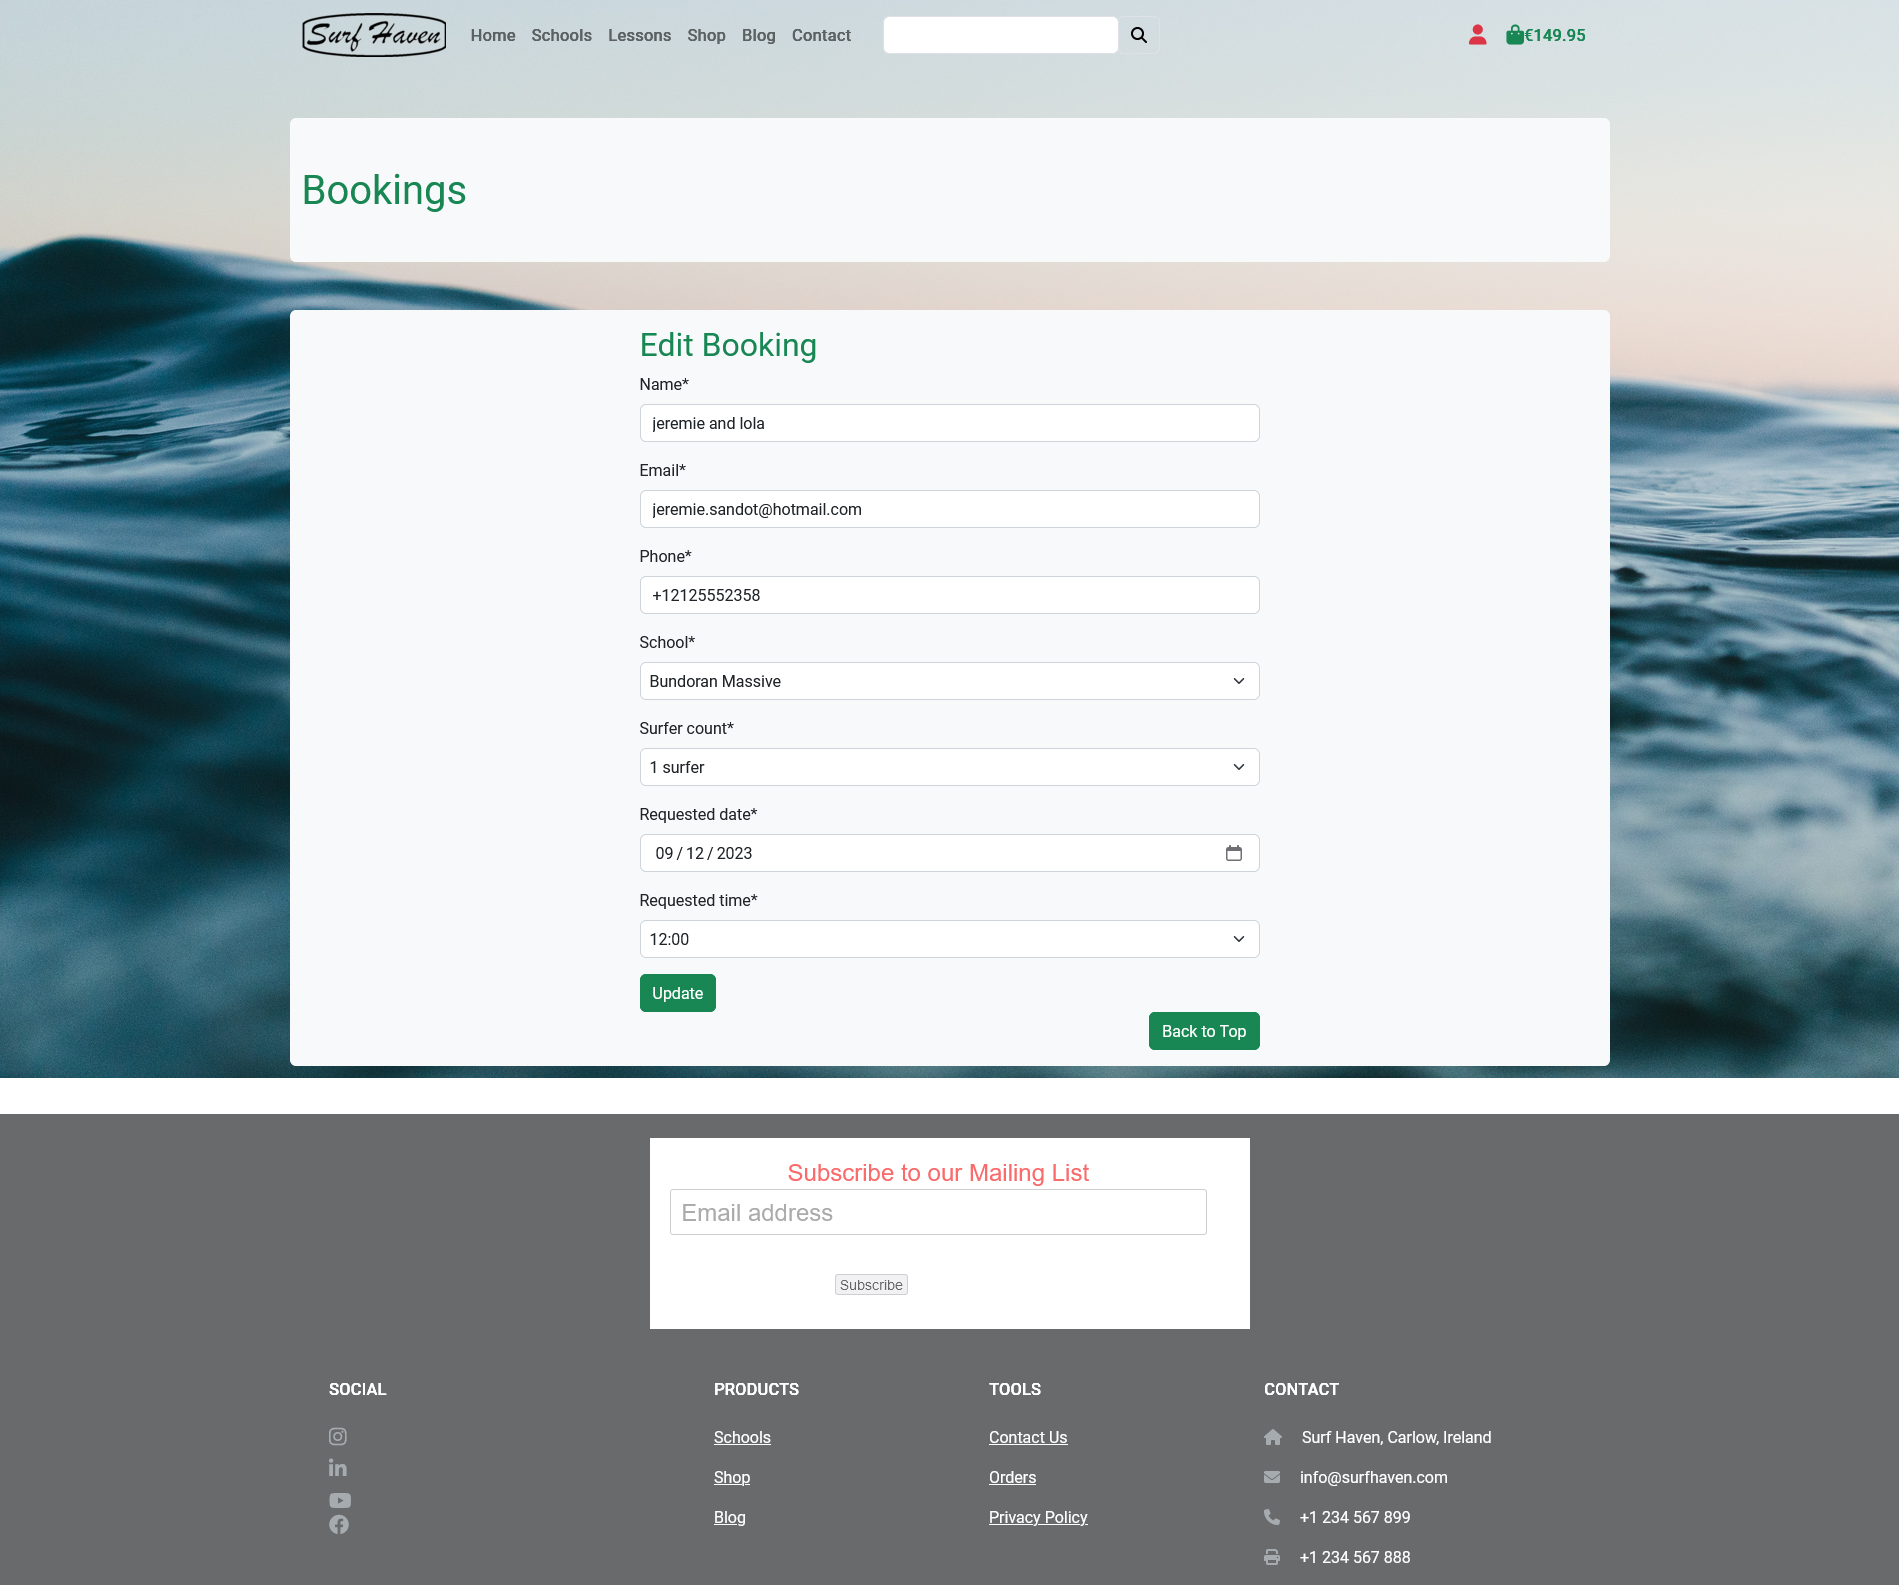 Surf Haven
Home Schools Lessons Shop Blog Contact
€149.95
Bookings
Edit Booking
Name*
jeremie and lola
Email*
jeremie.sandot@hotmail.com
Phone*
+12125552358
School*
Bundoran Massive
Surfer count*
1 surfer
Requested date*
09/12/2023
Requested time*
12:00
Update
Back to Top
Subscribe to our Mailing List
Email address
Subscribe
SOCIAL
PRODUCTS
Schools
Shop
Blog
TOOLS
Contact Us
Orders
Privacy Policy
CONTACT
Surf Haven, Carlow, Ireland
info@surfhaven.com
+1 234 567 899
+1 234 567 888